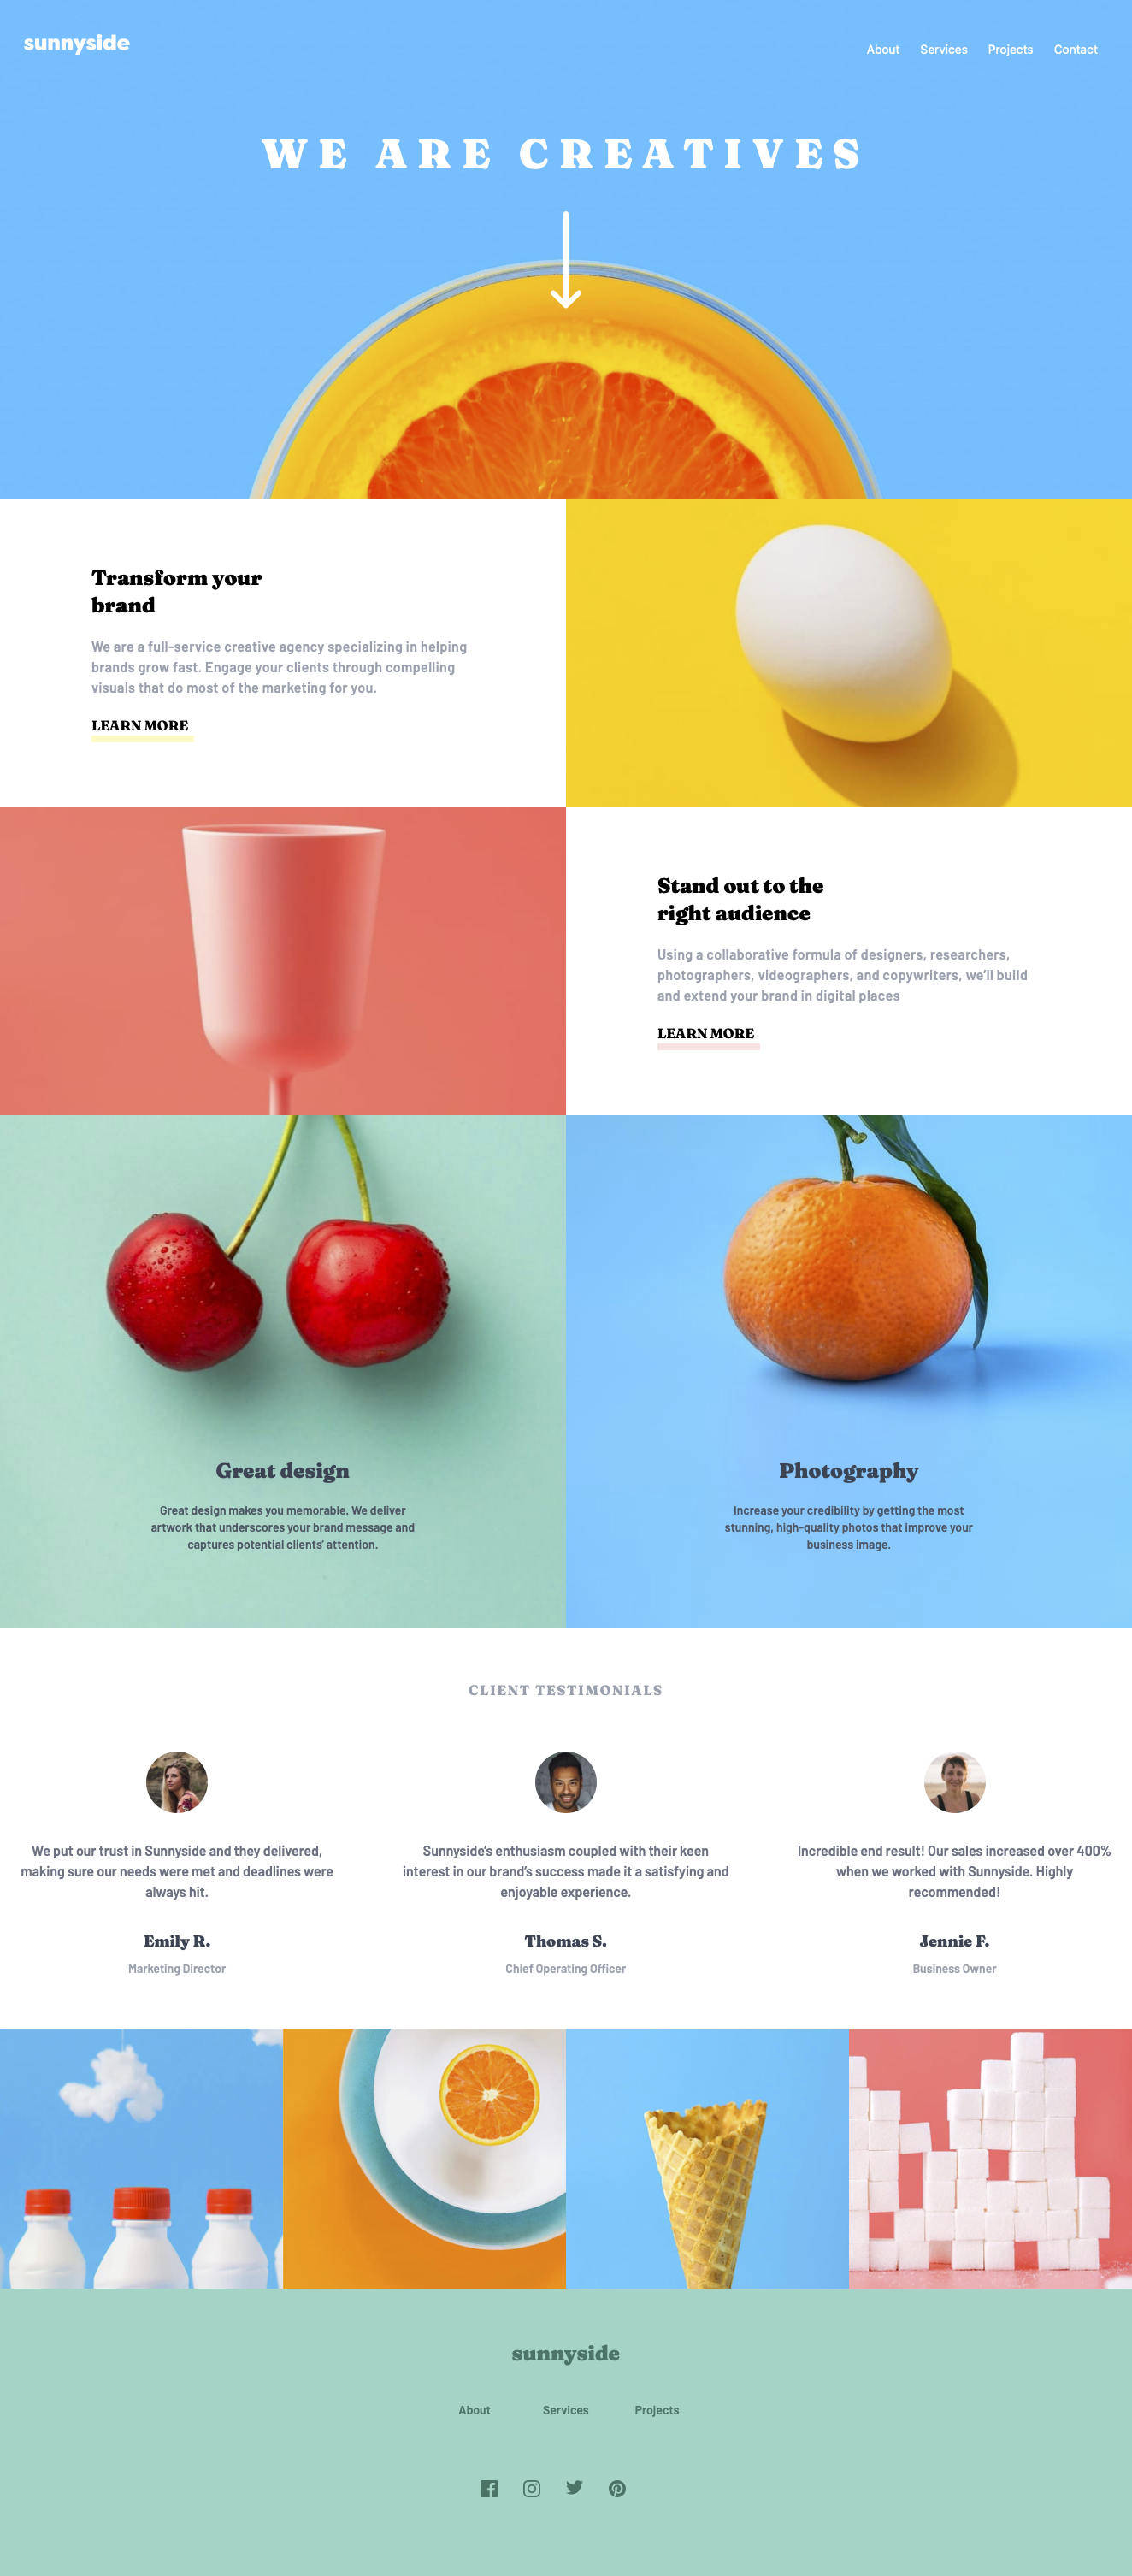 sunnyside
About Services Projects Contact
WE ARE CREATIVES
Transform your
brand
We are a full-service creative agency specializing in helping
brands grow fast. Engage your clients through compelling
visuals that do most of the marketing for you.
LEARN MORE
Stand out to the
right audience
Using a collaborative formula of designers, researchers,
photographers, videographers, and copywriters, we’ll build
and extend your brand in digital places
LEARN MORE
Great design
Great design makes you memorable. We deliver
artwork that underscores your brand message and
captures potential clients’ attention.
Photography
Increase your credibility by getting the most
stunning, high-quality photos that improve your
business image.
CLIENT TESTIMONIALS
We put our trust in Sunnyside and they delivered,
making sure our needs were met and deadlines were
always hit.
Emily R.
Marketing Director
Sunnyside’s enthusiasm coupled with their keen
interest in our brand’s success made it a satisfying and
enjoyable experience.
Thomas S.
Chief Operating Officer
Incredible end result! Our sales increased over 400%
when we worked with Sunnyside. Highly
recommended!
Jennie F.
Business Owner
sunnyside
About Services Projects